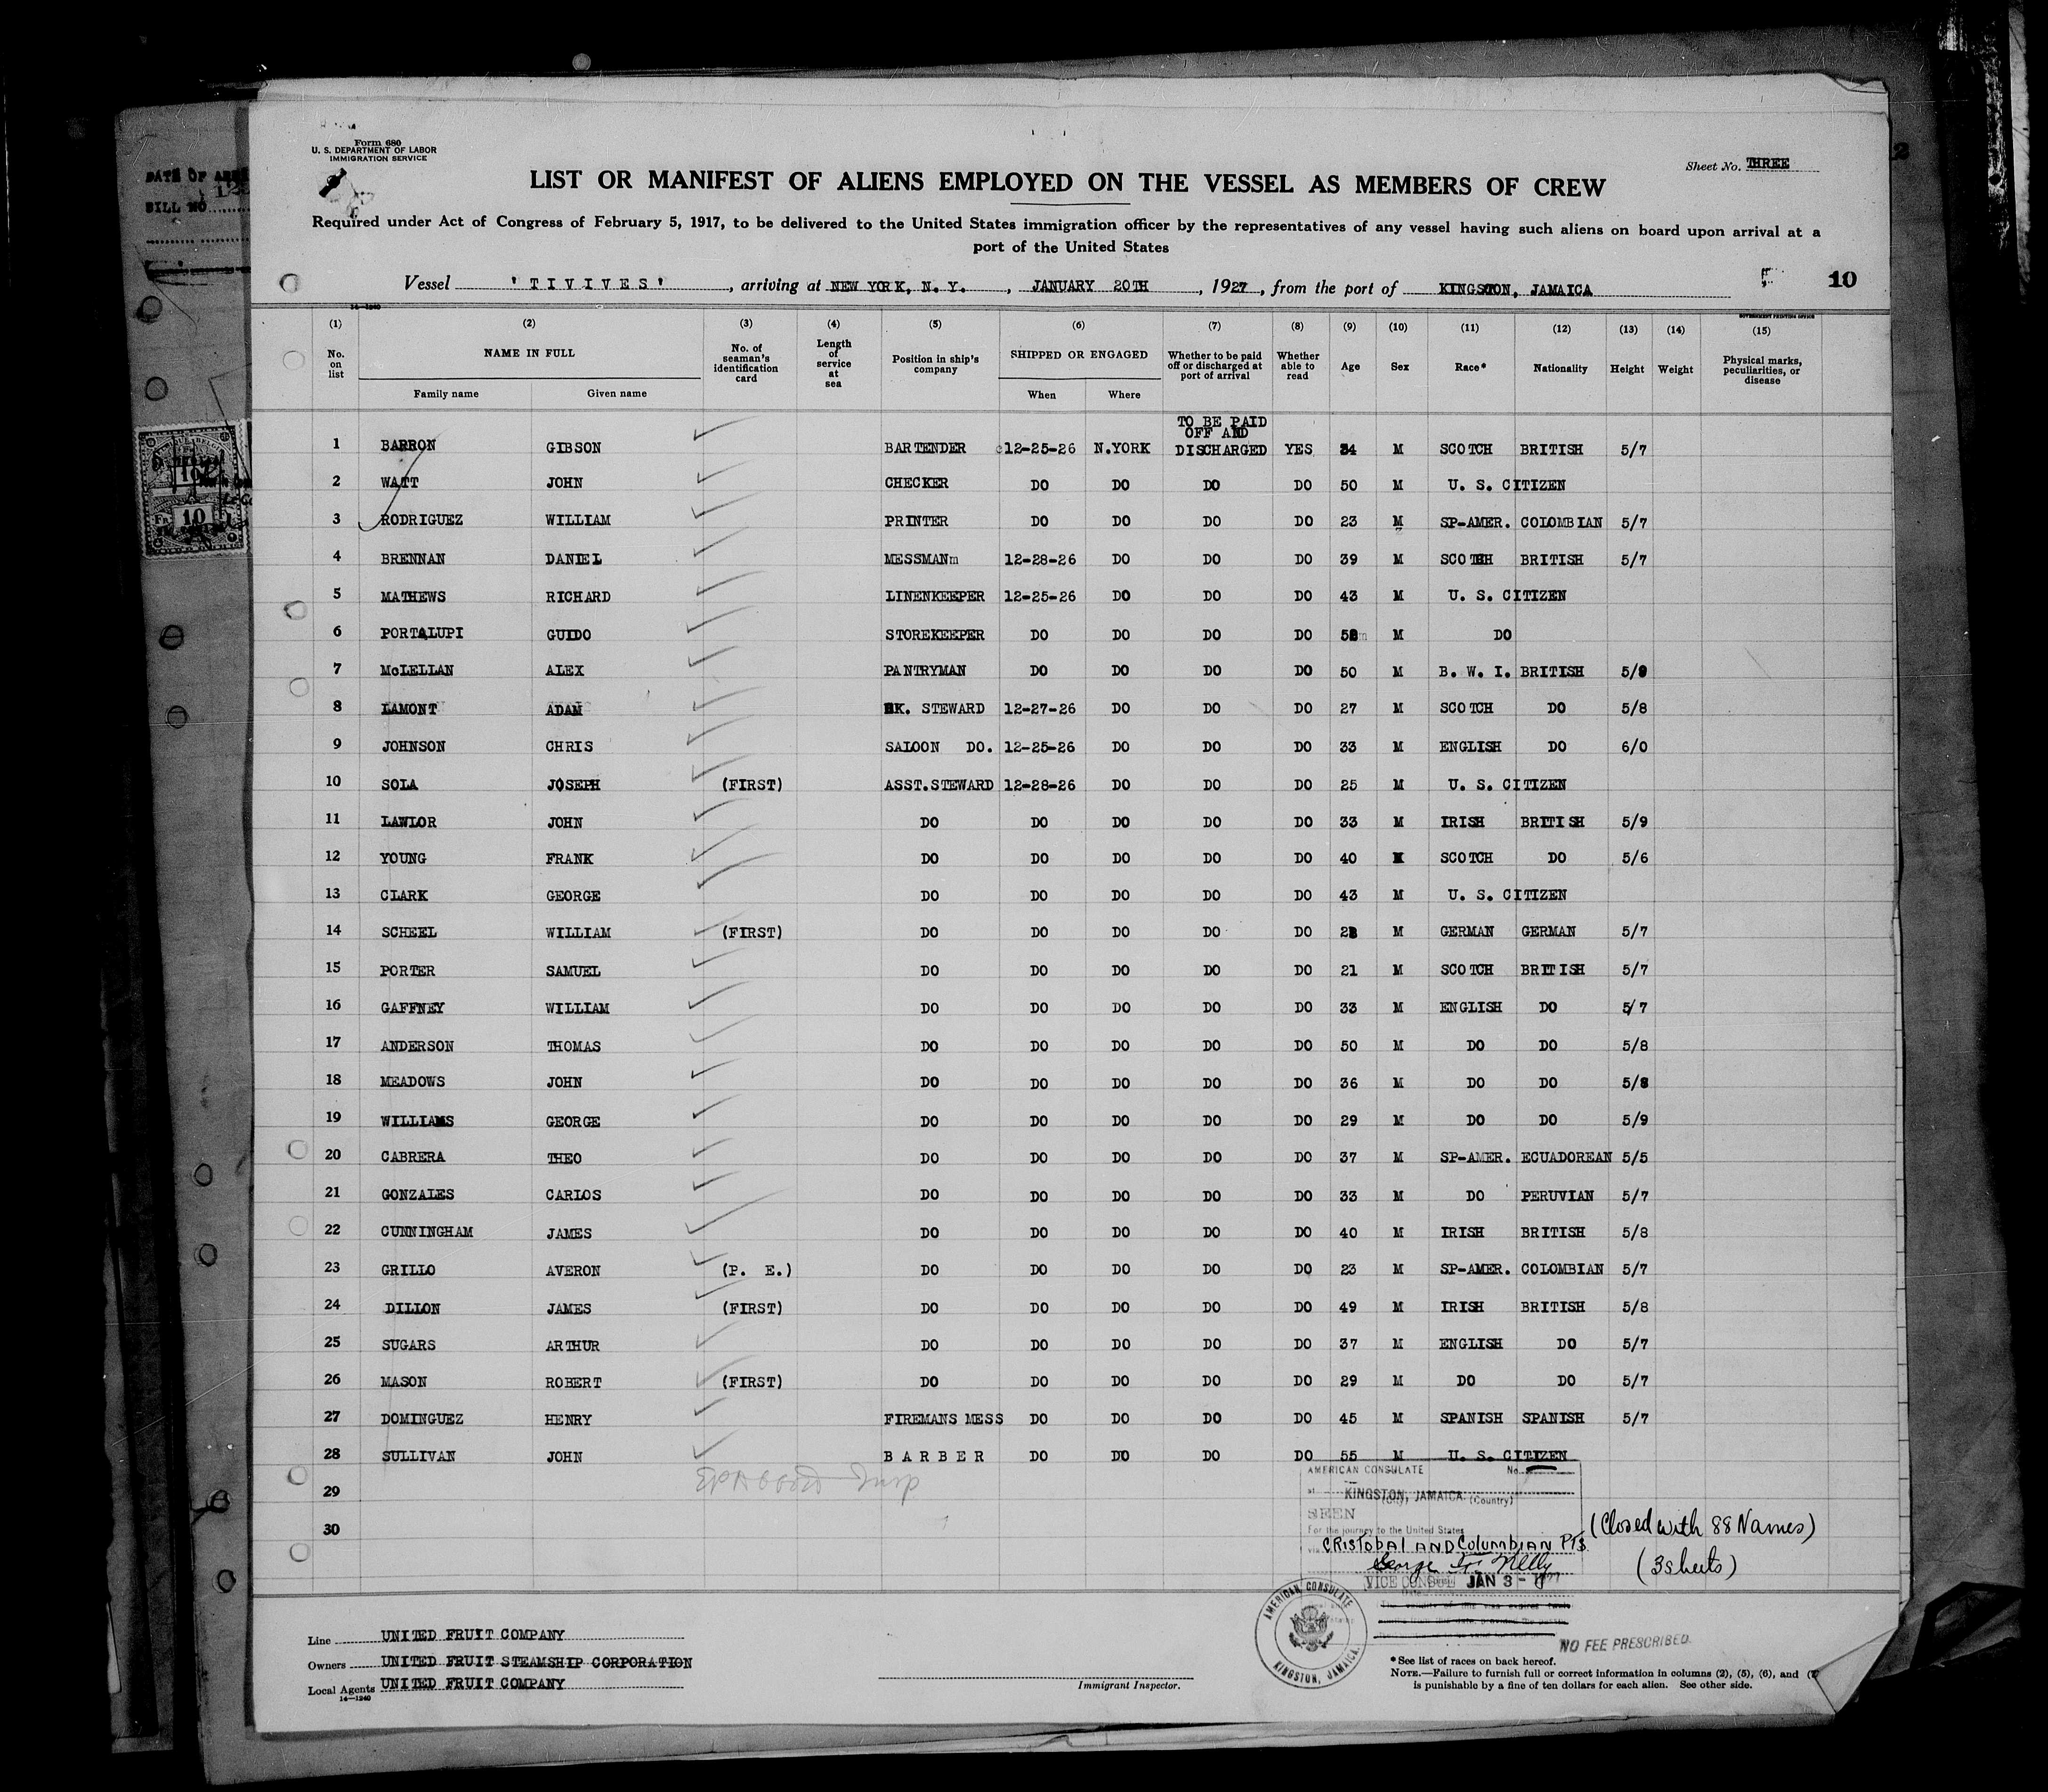 Form 680
U. S. DEPARTMENT OF LABOR
IMMIGRATION SERVICE
Sheet No. THREE
2
DATE OF
BILL NO
LIST OR MANIFEST OF ALIENS EMPLOYED ON THE VESSEL AS MEMBERS OF CREW
Required under Act of Congress of February 5, 1917, to be delivered to the United States immigration officer by the representatives of any vessel having such aliens on board upon arrival at a
port of the United States
Vessel 'TIVIVES', arriving at NEW YORK, N. Y., JANUARY 20TH, 1927, from the port of KINGSTON, JAMAICA 10
14-1240
GOVERNMENT PRINTING OFFICE
(1) (2) (3) (4) (5) (6) (7) (8) (9) (10) (11) (12) (13) (14) (15)
No. on list NAME IN FULL Family name Given name No. of seaman's identification card Length of service at sea Position in ship's company SHIPPED OR ENGAGED When Where Whether to be paid off or discharged at port of arrival Whether able to read Age Sex Race* Nationality Height Weight Physical marks, peculiarities, or disease
TO BE PAID
OFF AND
1 BARRON GIBSON BARTENDER 12-25-26 N.YORK DISCHARGED YES 34 M SCOTCH BRITISH 5/7
2 WATT JOHN CHECKER DO DO DO DO 50 M U. S. CITIZEN
3 RODRIGUEZ WILLIAM PRINTER DO DO DO DO 23 M SP-AMER. COLOMBIAN 5/7
4 BRENNAN DANIEL MESSMANm 12-28-26 DO DO DO 39 M SCOTCH BRITISH 5/7
5 MATHEWS RICHARD LINENKEEPER 12-25-26 DO DO DO 43 M U. S. CITIZEN
6 PORTALUPI GUIDO STOREKEEPER DO DO DO DO M DO
7 McLELLAN ALEX PANTRYMAN DO DO DO DO 50 M B. W. I. BRITISH 5/9
8 LAMONT ADAM BK. STEWARD 12-27-26 DO DO DO 27 M SCOTCH DO 5/8
9 JOHNSON CHRIS SALOON DO. 12-25-26 DO DO DO 33 M ENGLISH DO 6/0
10 SOLA JOSEPH (FIRST) ASST.STEWARD 12-28-26 DO DO DO 25 M U. S. CITIZEN
11 LAWLOR JOHN DO DO DO DO DO 33 M IRISH BRITISH 5/9
12 YOUNG FRANK DO DO DO DO DO 40 M SCOTCH DO 5/6
13 CLARK GEORGE DO DO DO DO DO 43 M U. S. CITIZEN
14 SCHEEL WILLIAM (FIRST) DO DO DO DO DO M GERMAN GERMAN 5/7
15 PORTER SAMUEL DO DO DO DO DO 21 M SCOTCH BRITISH 5/7
16 GAFFNEY WILLIAM DO DO DO DO DO 33 M ENGLISH DO 5/7
17 ANDERSON THOMAS DO DO DO DO DO 50 M DO DO 5/8
18 MEADOWS JOHN DO DO DO DO DO 36 M DO DO 5/8
19 WILLIAMS GEORGE DO DO DO DO DO 29 M DO DO 5/9
20 CABRERA THEO DO DO DO DO DO 37 M SP-AMER. ECUADOREAN 5/5
21 GONZALES CARLOS DO DO DO DO DO 33 M DO PERUVIAN 5/7
22 CUNNINGHAM JAMES DO DO DO DO DO 40 M IRISH BRITISH 5/8
23 GRILLO AVERON (P. E.) DO DO DO DO DO 23 M SP-AMER. COLOMBIAN 5/7
24 DILLON JAMES (FIRST) DO DO DO DO DO 49 M IRISH BRITISH 5/8
25 SUGARS ARTHUR DO DO DO DO DO 37 M ENGLISH DO 5/7
26 MASON ROBERT (FIRST) DO DO DO DO DO 29 M DO DO 5/7
27 DOMINGUEZ HENRY FIREMANS MESS DO DO DO DO 45 M SPANISH SPANISH 5/7
28 SULLIVAN JOHN BARBER DO DO DO DO 55 M U. S. CITIZEN
29
30
AMERICAN CONSULATE No.
at KINGSTON, JAMAICA. (Country)
SEEN
For the journey to the United States
via CRISTOBAL AND COLUMBIAN PTS
George
VICE CONSUL JAN 3 -
(Closed with 88 Names)
(3 sheets)
AMERICAN CONSULATE
KINGSTON, JAMAICA.
NO FEE PRESCRIBED.
Line UNITED FRUIT COMPANY
Owners UNITED FRUIT STEAMSHIP CORPORATION
Local Agents UNITED FRUIT COMPANY
14-1240
Immigrant Inspector.
*See list of races on back hereof.
NOTE.—Failure to furnish full or correct information in columns (2), (5), (6), and (7)
is punishable by a fine of ten dollars for each alien. See other side.